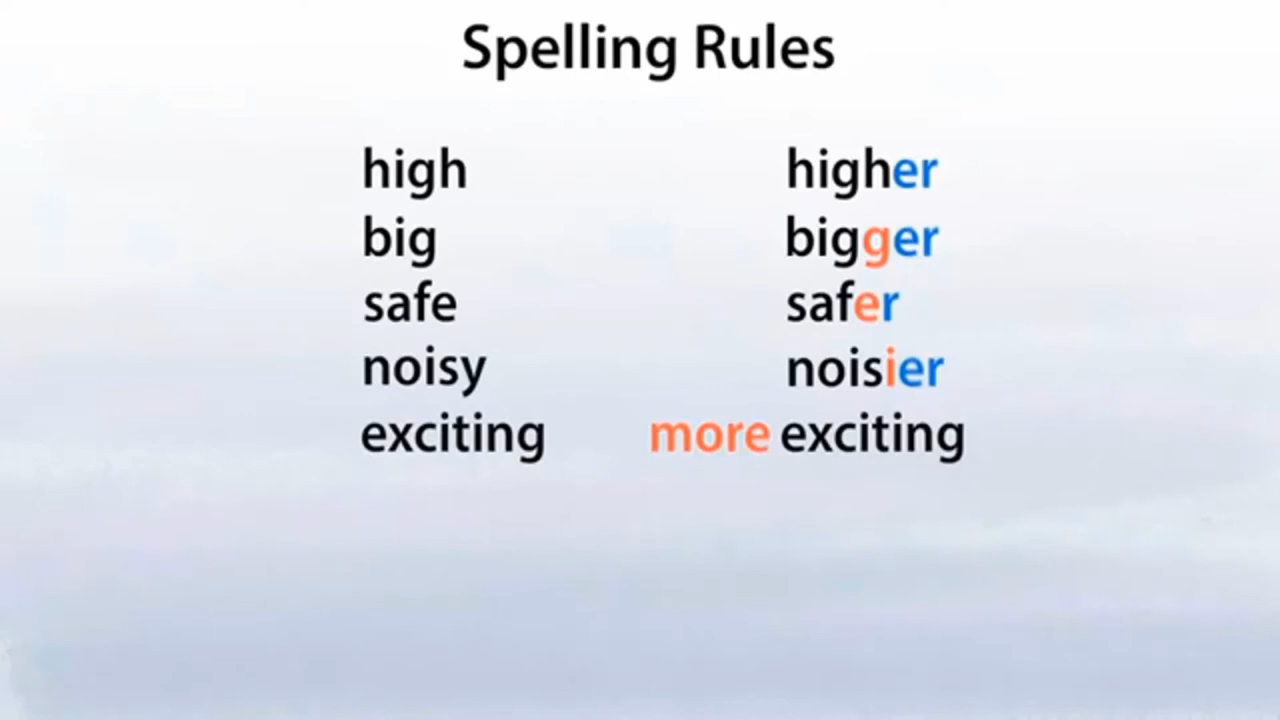 Spelling Rules
high higher
big bigger
safe safer
noisy noisier
exciting more exciting